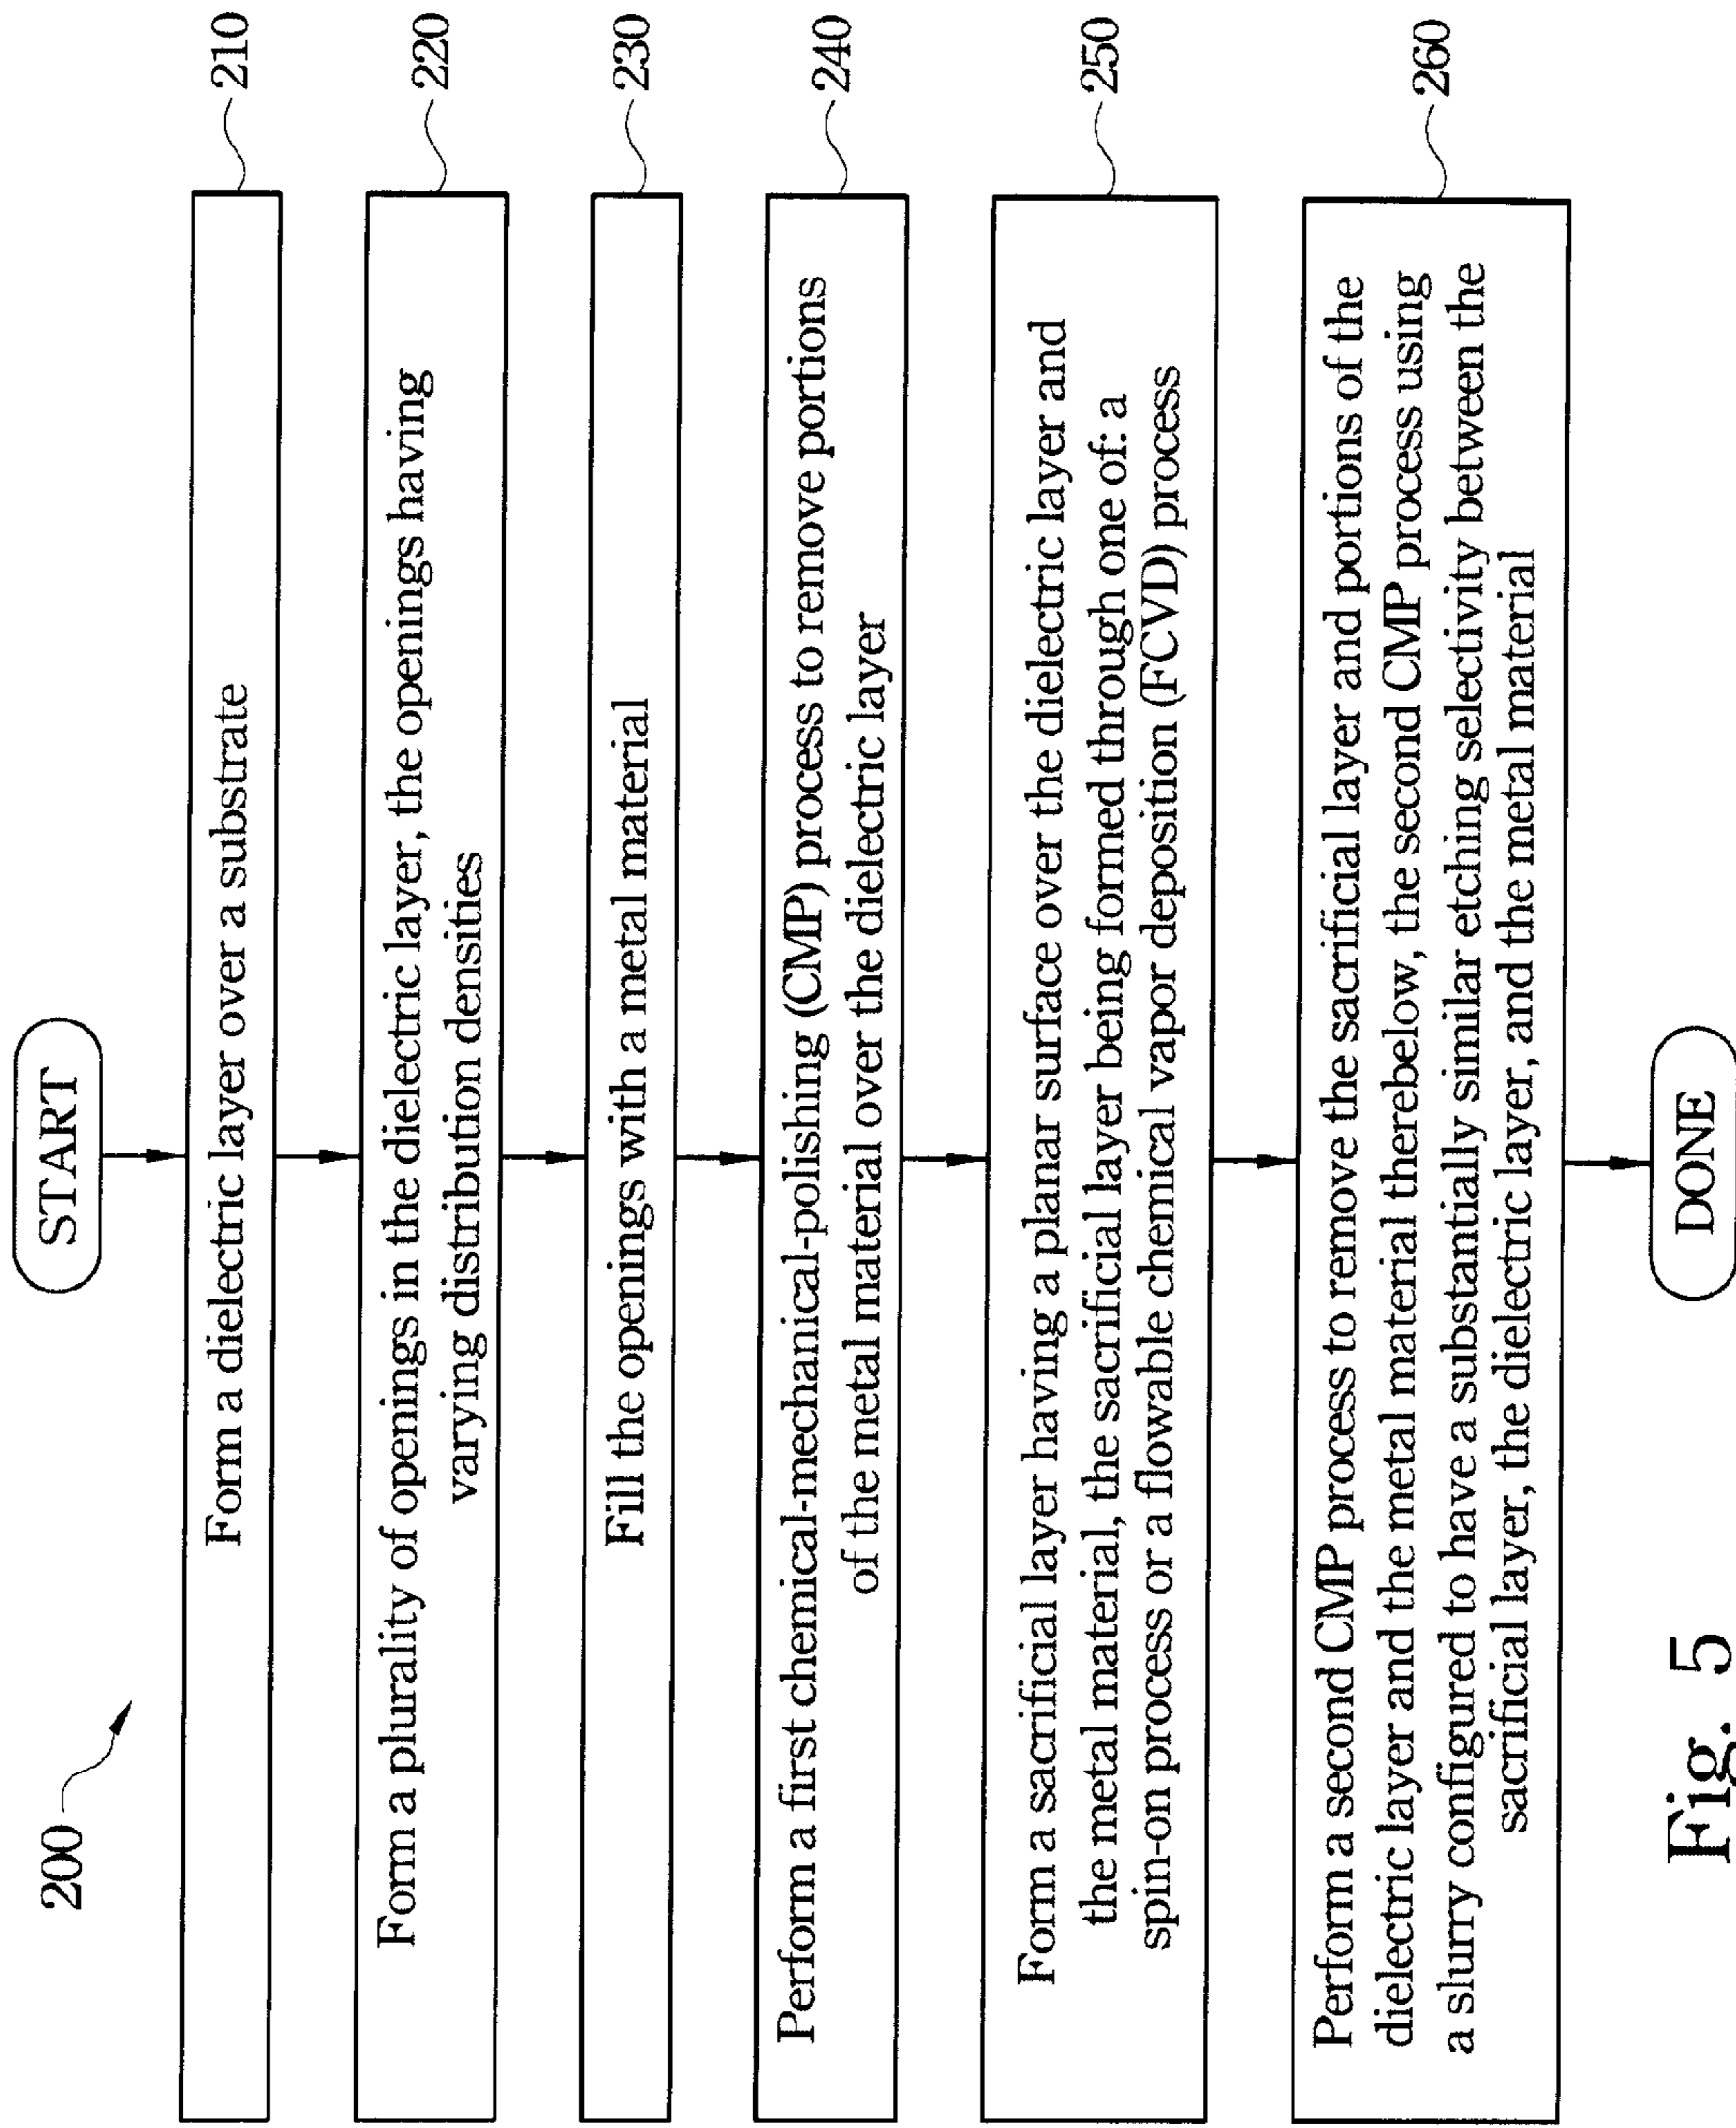 200
START
Form a dielectric layer over a substrate
210
Form a plurality of openings in the dielectric layer, the openings having
varying distribution densities
220
Fill the openings with a metal material
230
Perform a first chemical-mechanical-polishing (CMP) process to remove portions
of the metal material over the dielectric layer
240
Form a sacrificial layer having a planar surface over the dielectric layer and
the metal material, the sacrificial layer being formed through one of: a
spin-on process or a flowable chemical vapor deposition (FCVD) process
250
Perform a second CMP process to remove the sacrificial layer and portions of the
dielectric layer and the metal material therebelow, the second CMP process using
a slurry configured to have a substantially similar etching selectivity between the
sacrificial layer, the dielectric layer, and the metal material
260
DONE
Fig. 5